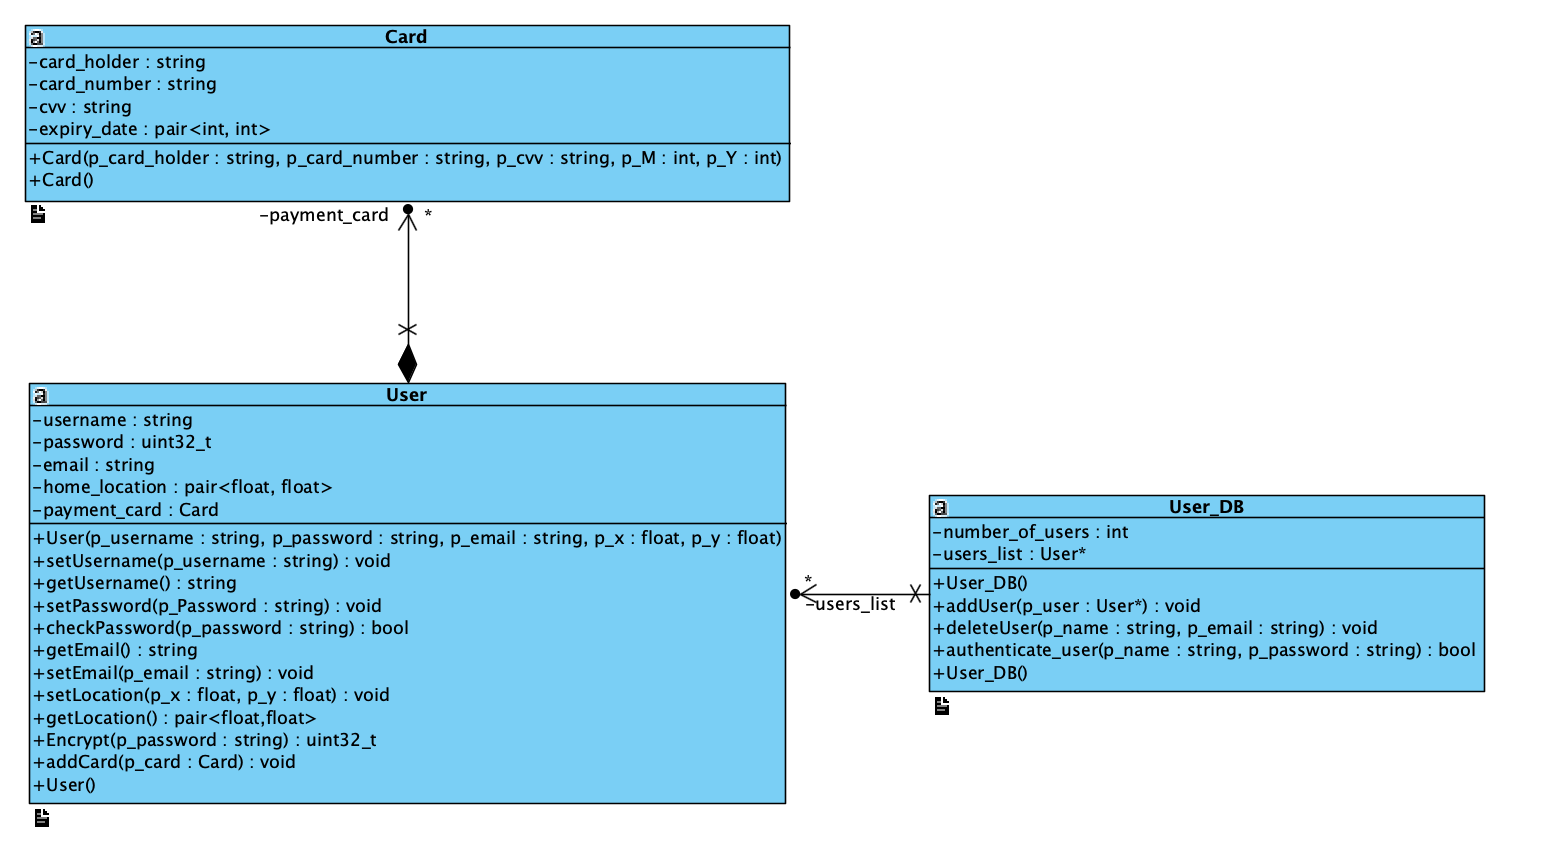 a
Card
-card_holder : string
-card_number : string
-cvv : string
-expiry_date : pair<int, int>
+Card(p_card_holder : string, p_card_number : string, p_cvv : string, p_M : int, p_Y : int)
+Card()
-payment_card
*
a
User
-username : string
-password : uint32_t
-email : string
-home_location : pair<float, float>
-payment_card : Card
+User(p_username : string, p_password : string, p_email : string, p_x : float, p_y : float)
+setUsername(p_username : string) : void
+getUsername() : string
+setPassword(p_Password : string) : void
+checkPassword(p_password : string) : bool
+getEmail() : string
+setEmail(p_email : string) : void
+setLocation(p_x : float, p_y : float) : void
+getLocation() : pair<float,float>
+Encrypt(p_password : string) : uint32_t
+addCard(p_card : Card) : void
+User()
*
-users_list
a
User_DB
-number_of_users : int
-users_list : User*
+User_DB()
+addUser(p_user : User*) : void
+deleteUser(p_name : string, p_email : string) : void
+authenticate_user(p_name : string, p_password : string) : bool
+User_DB()